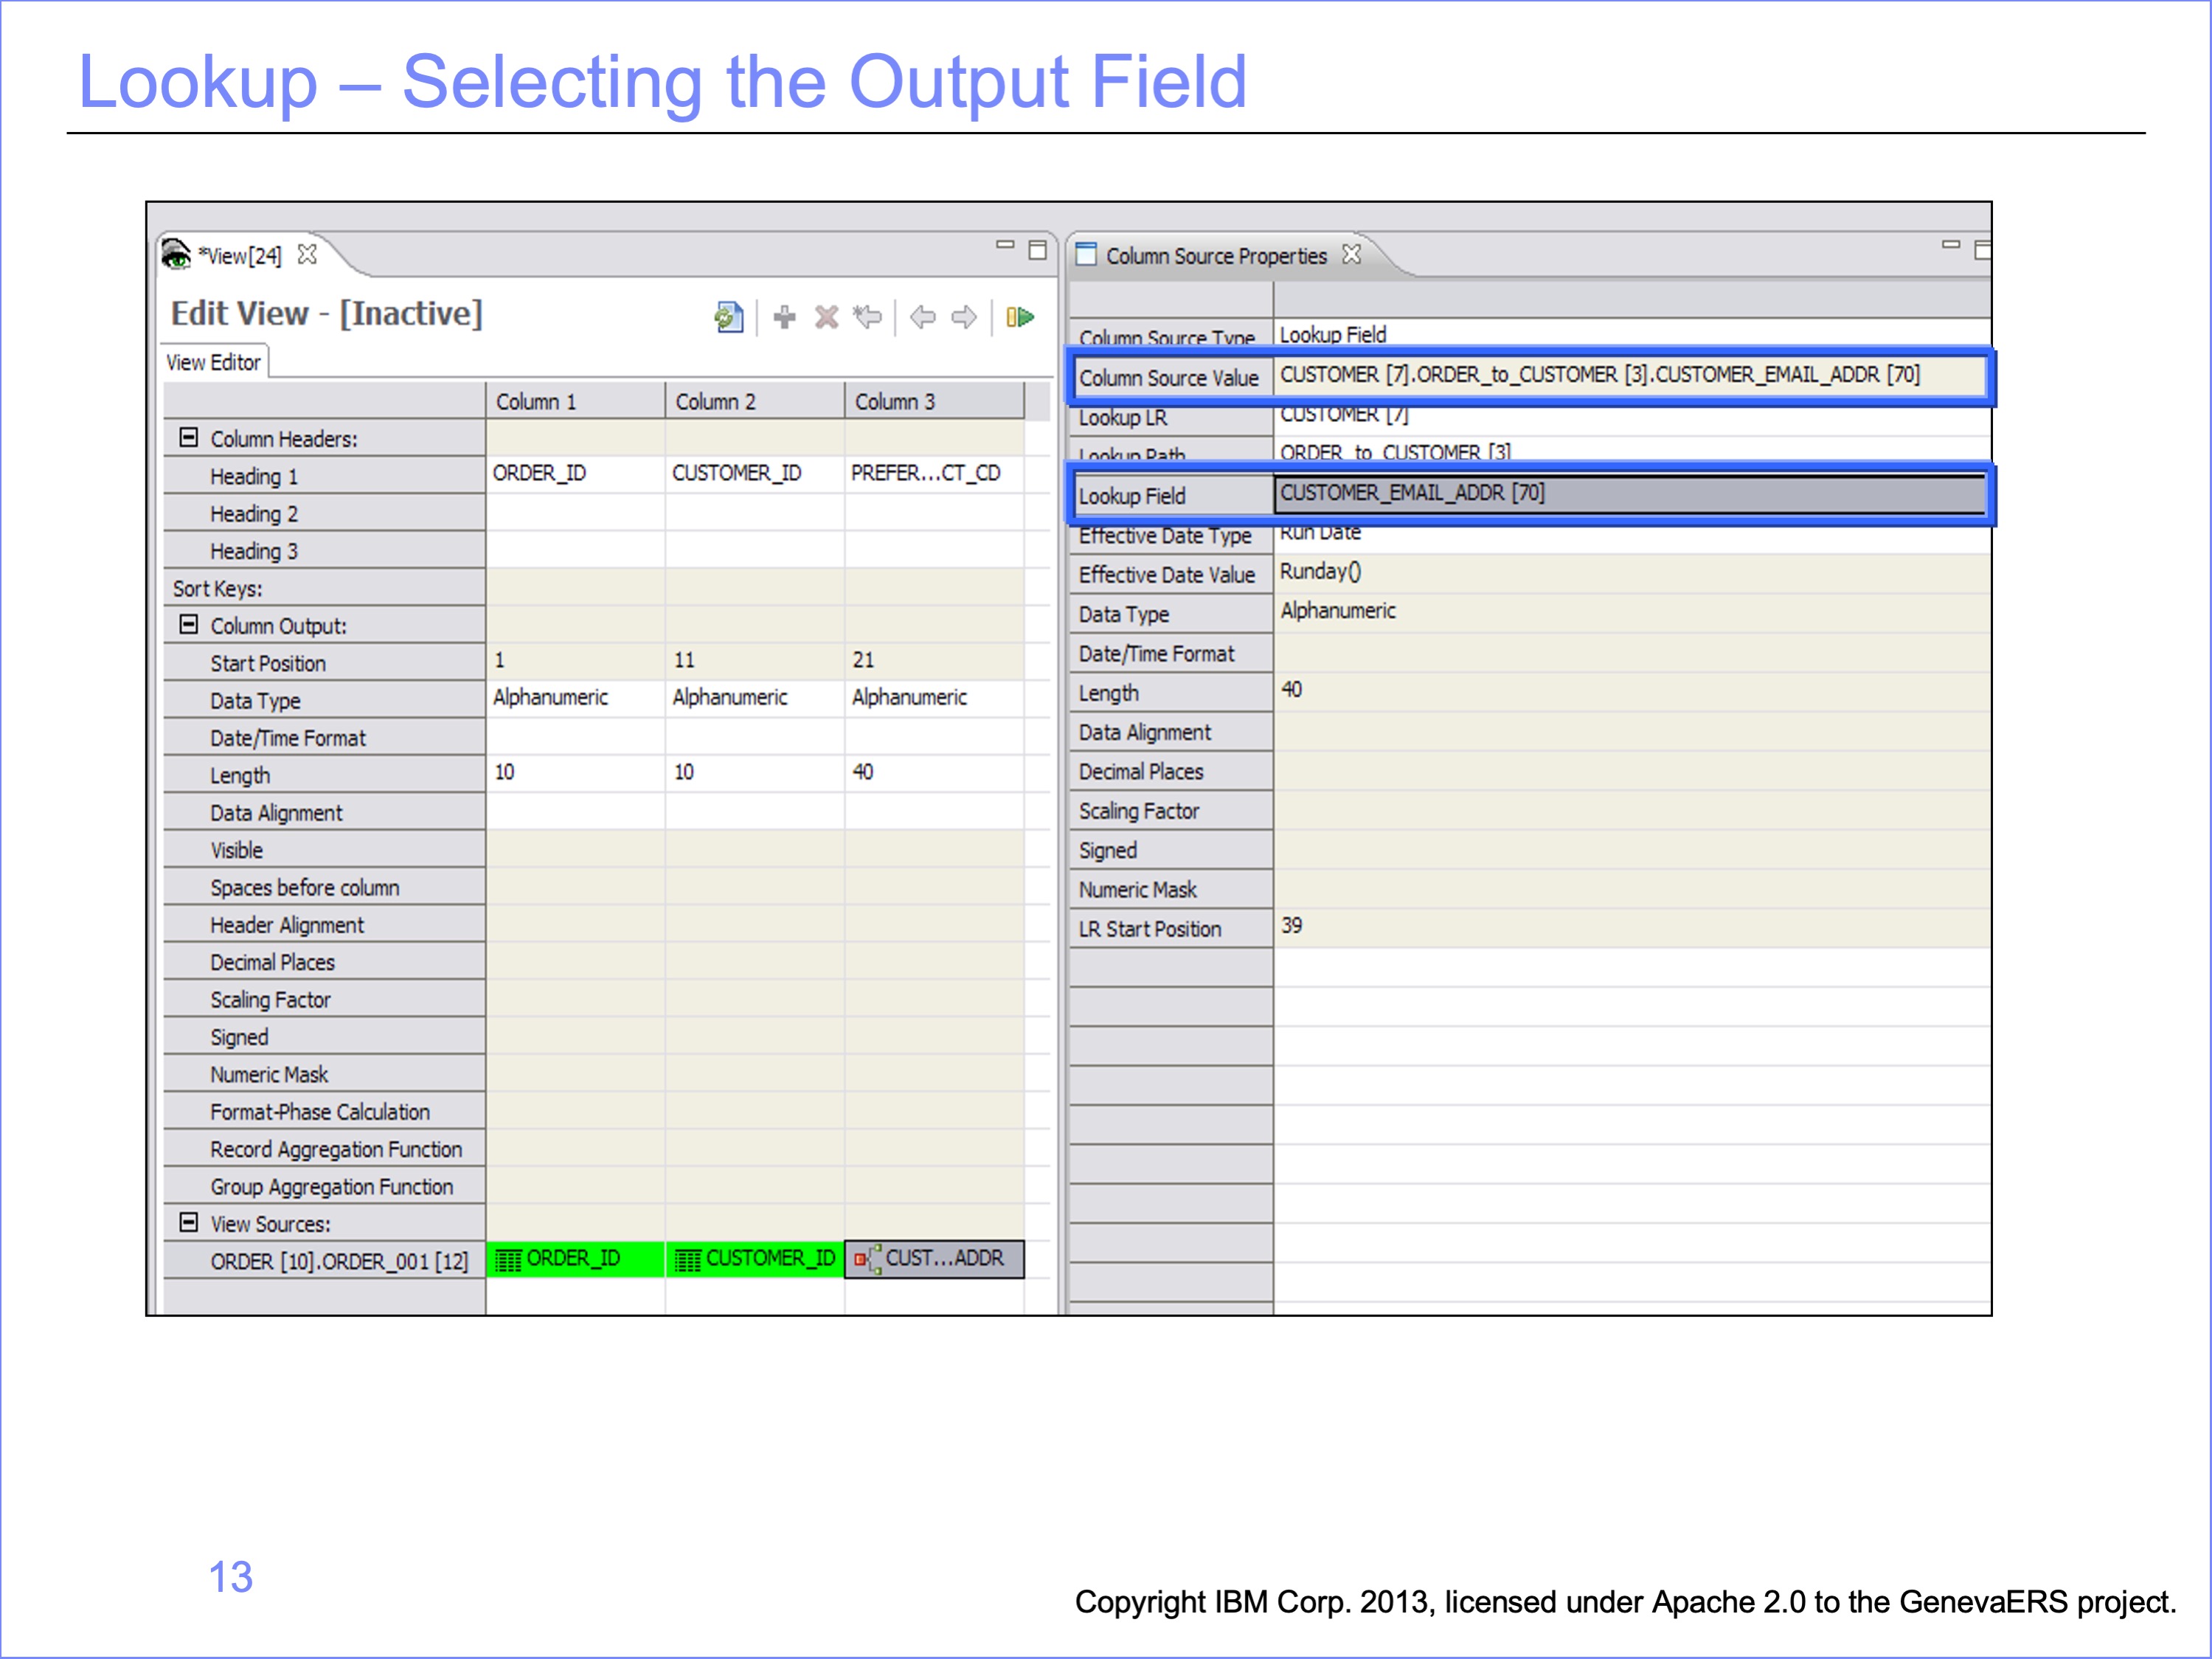 Lookup – Selecting the Output Field
*View[24]
Edit View - [Inactive]
View Editor
Column 1 Column 2 Column 3
Column Headers:
Heading 1 ORDER_ID CUSTOMER_ID PREFER...CT_CD
Heading 2
Heading 3
Sort Keys:
Column Output:
Start Position 1 11 21
Data Type Alphanumeric Alphanumeric Alphanumeric
Date/Time Format
Length 10 10 40
Data Alignment
Visible
Spaces before column
Header Alignment
Decimal Places
Scaling Factor
Signed
Numeric Mask
Format-Phase Calculation
Record Aggregation Function
Group Aggregation Function
View Sources:
ORDER [10].ORDER_001 [12] ORDER_ID CUSTOMER_ID CUST...ADDR
Column Source Properties
Column Source Type Lookup Field
Column Source Value CUSTOMER [7].ORDER_to_CUSTOMER [3].CUSTOMER_EMAIL_ADDR [70]
Lookup LR CUSTOMER [7]
Lookup Path ORDER_to_CUSTOMER [3]
Lookup Field CUSTOMER_EMAIL_ADDR [70]
Effective Date Type Run Date
Effective Date Value Runday()
Data Type Alphanumeric
Date/Time Format
Length 40
Data Alignment
Decimal Places
Scaling Factor
Signed
Numeric Mask
LR Start Position 39
13
Copyright IBM Corp. 2013, licensed under Apache 2.0 to the GenevaERS project.